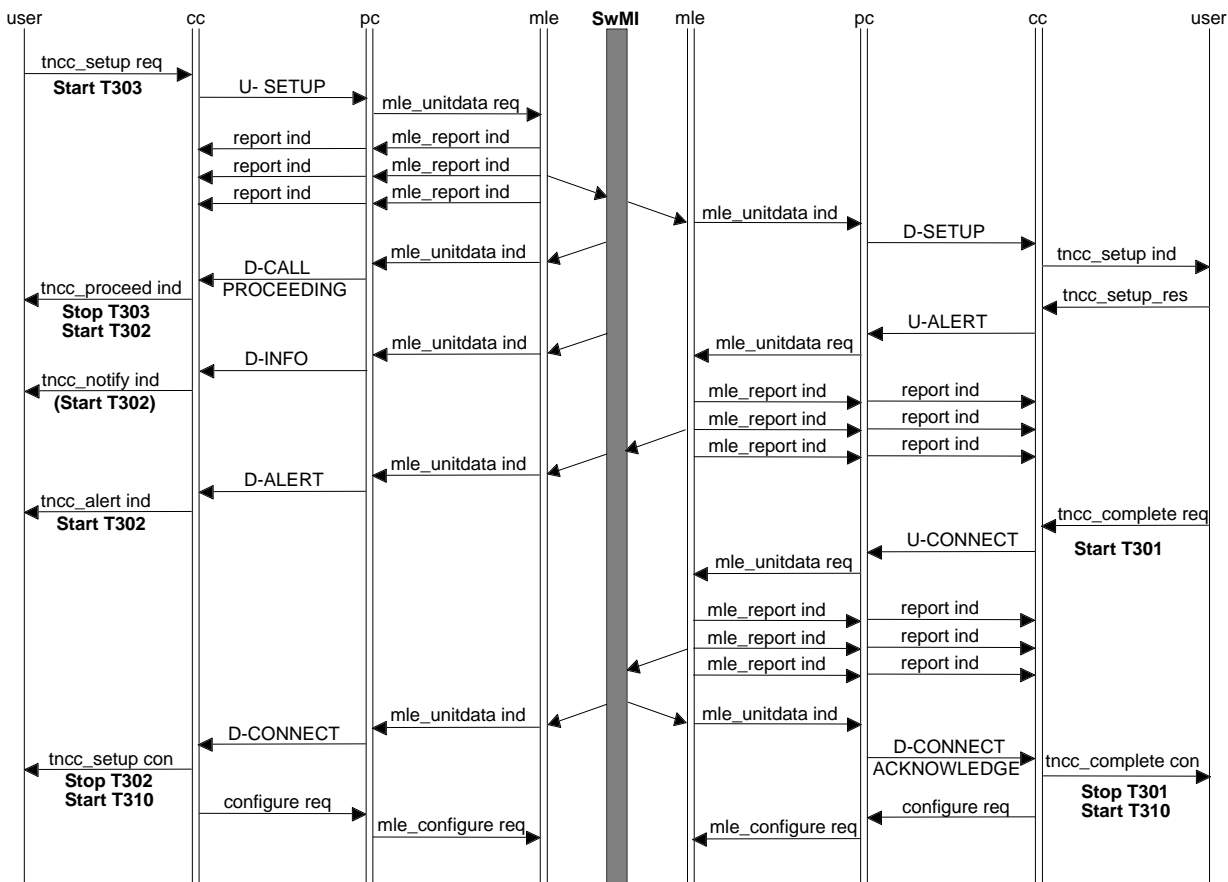 user cc pc mle SwMI mle pc cc user
tncc_setup req
Start T303
U- SETUP
mle_unitdata req
report ind mle_report ind
report ind mle_report ind
report ind mle_report ind
mle_unitdata ind
D-SETUP
mle_unitdata ind
tncc_setup ind
D-CALL
PROCEEDING
tncc_proceed ind
Stop T303
Start T302
tncc_setup_res
U-ALERT
mle_unitdata ind
mle_unitdata req
D-INFO
tncc_notify ind
(Start T302)
mle_report ind report ind
mle_report ind report ind
mle_report ind report ind
mle_unitdata ind
D-ALERT
tncc_alert ind
Start T302
tncc_complete req
Start T301
U-CONNECT
mle_unitdata req
mle_report ind report ind
mle_report ind report ind
mle_report ind report ind
mle_unitdata ind
mle_unitdata ind
D-CONNECT
D-CONNECT
ACKNOWLEDGE
tncc_setup con
Stop T302
Start T310
tncc_complete con
Stop T301
Start T310
configure req
configure req
mle_configure req
mle_configure req